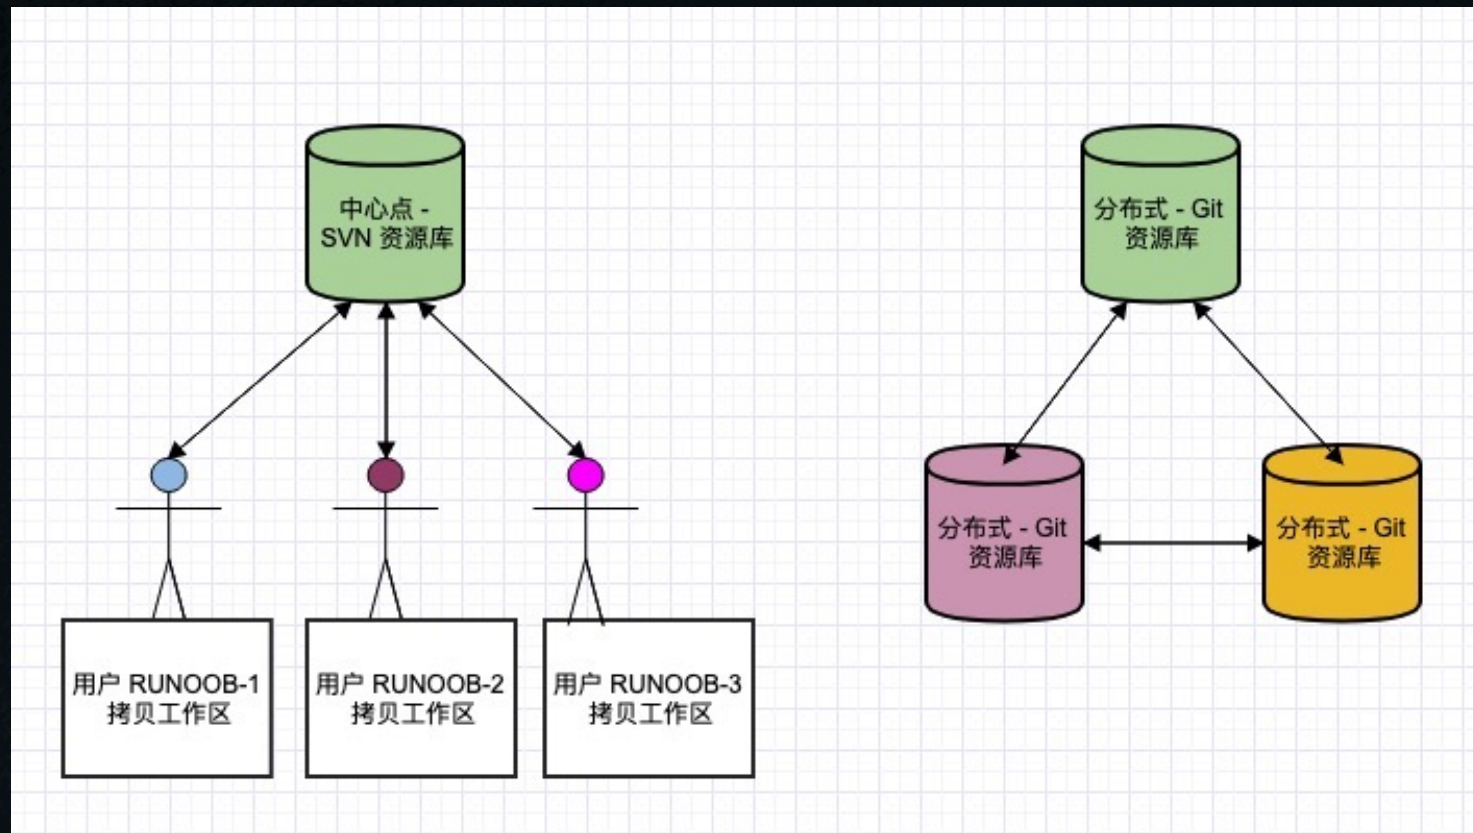 中心点 -
SVN 资源库
分布式 - Git
资源库
分布式 - Git
资源库
分布式 - Git
资源库
用户 RUNOOB-1
拷贝工作区
用户 RUNOOB-2
拷贝工作区
用户 RUNOOB-3
拷贝工作区